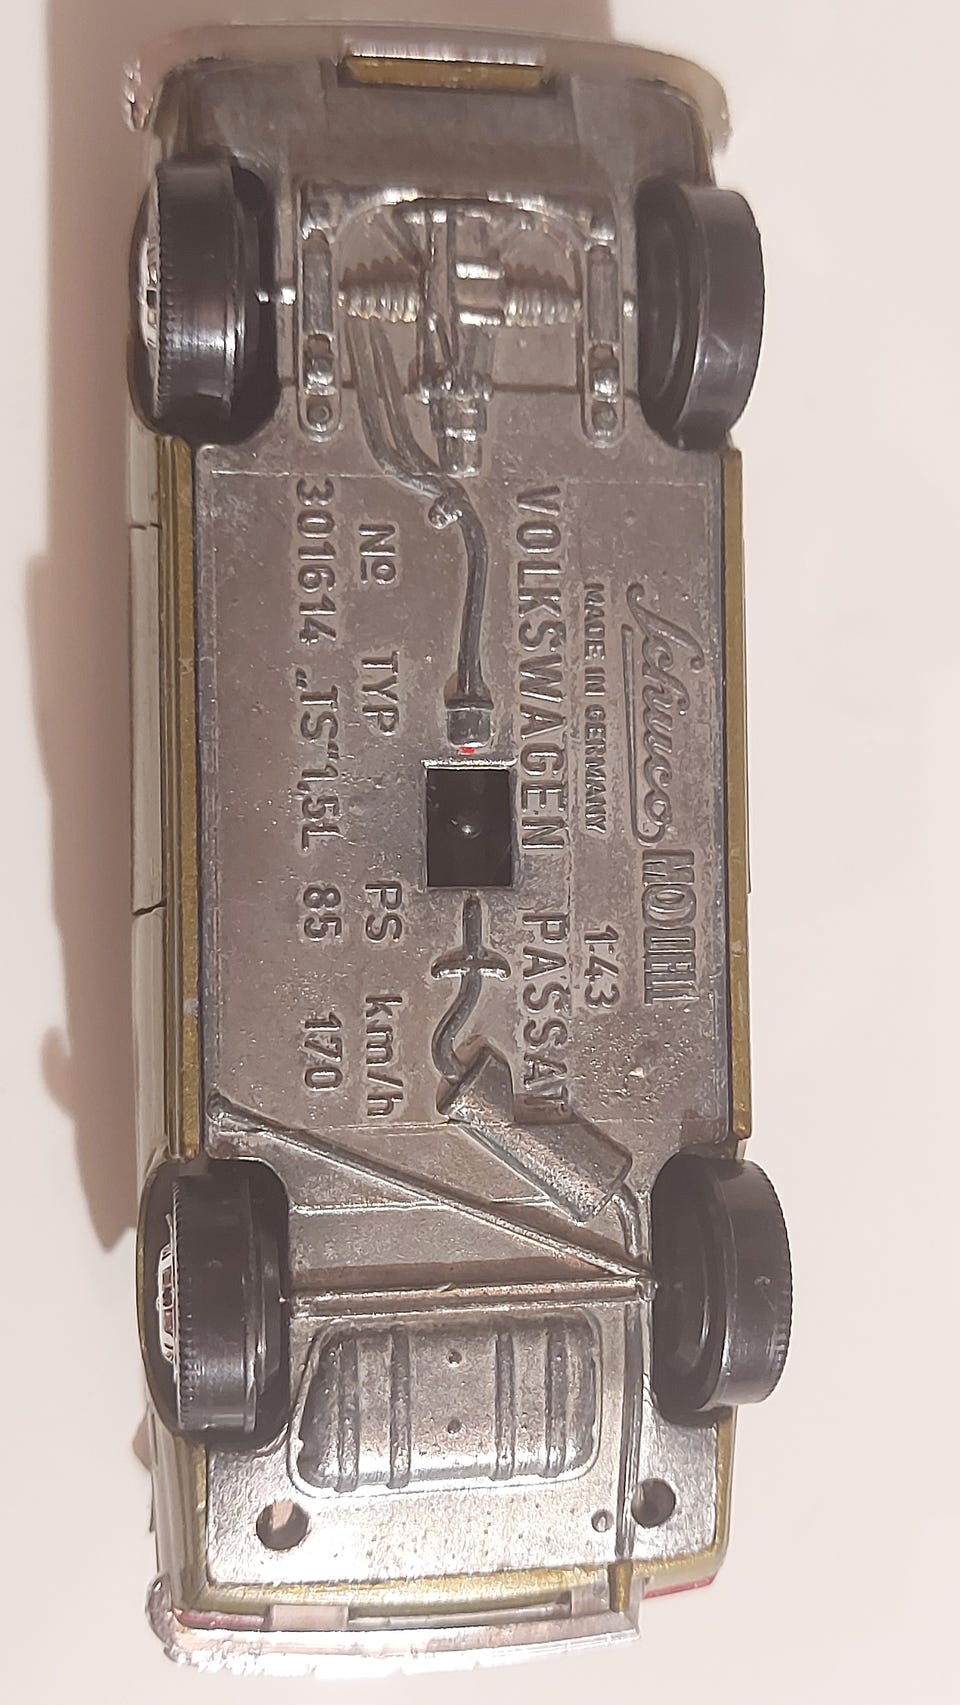 Schuco MODELL
MADE IN GERMANY 1:43
VOLKSWAGEN PASSAT
Nº TYP PS km/h
301614 „TS“ 1,5L 85 170